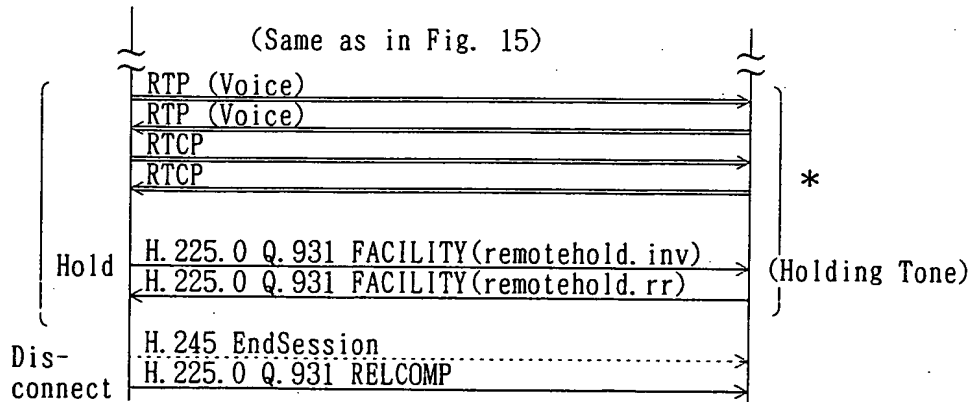 (Same as in Fig. 15)
RTP (Voice)
RTP (Voice)
RTCP
RTCP
*
H.225.0 Q.931 FACILITY(remotehold.inv)
Hold
(Holding Tone)
H.225.0 Q.931 FACILITY(remotehold.rr)
H.245 EndSession
Dis-
connect
H.225.0 Q.931 RELCOMP